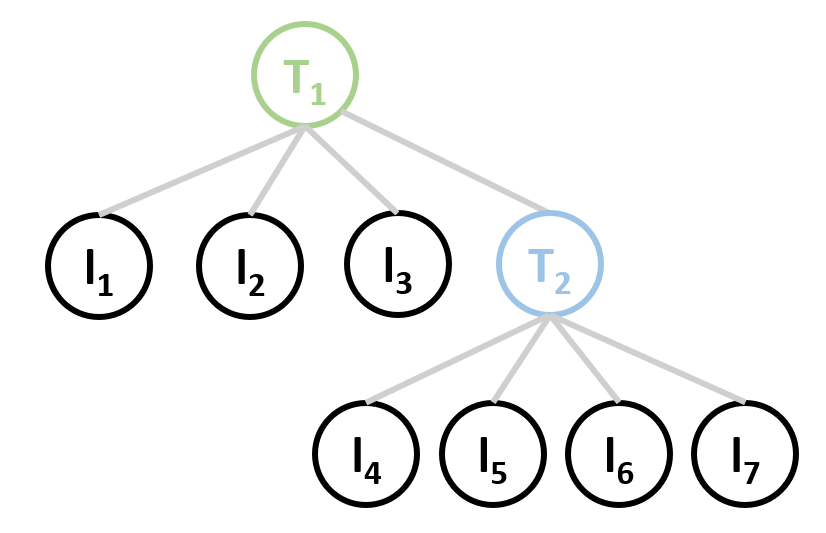 T₁
I₁ I₂ I₃ T₂
I₄ I₅ I₆ I₇